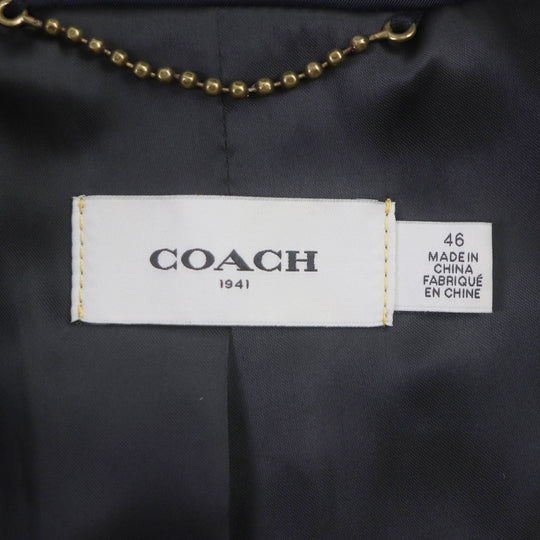 COACH
1941
46
MADE IN
CHINA
FABRIQUÉ
EN CHINE